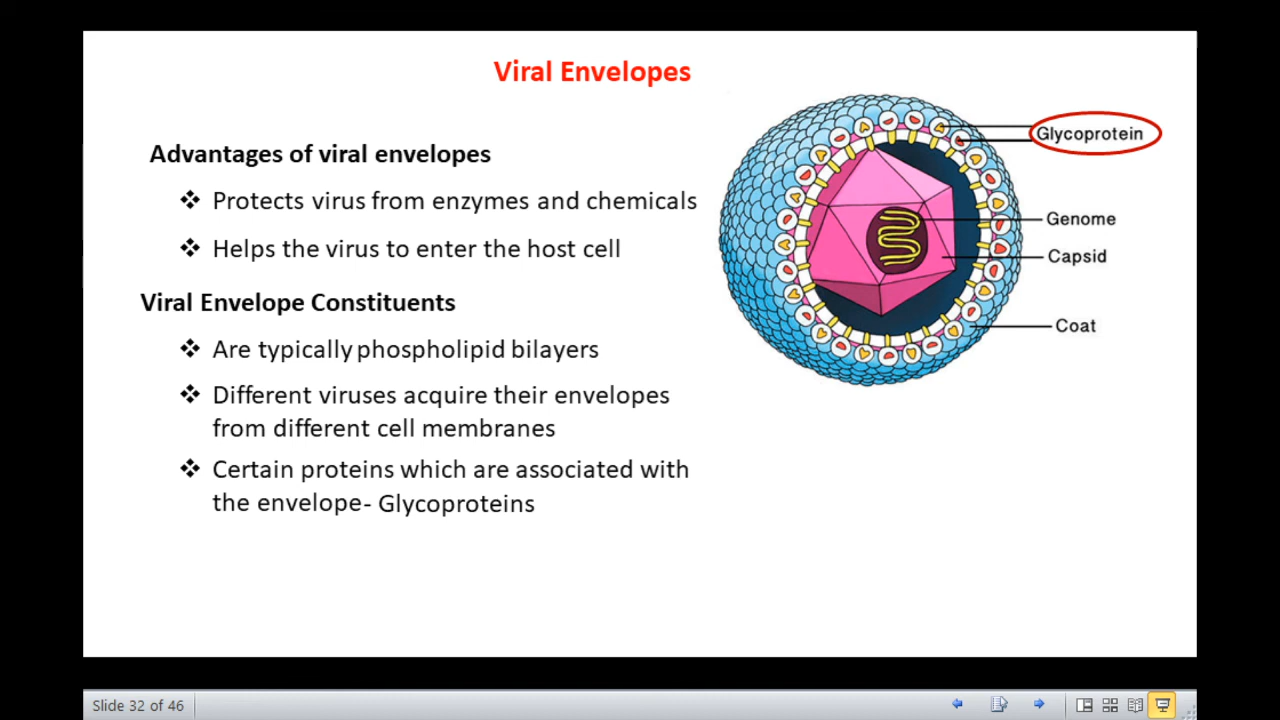 Viral Envelopes
Advantages of viral envelopes
❖ Protects virus from enzymes and chemicals
❖ Helps the virus to enter the host cell
Viral Envelope Constituents
❖ Are typically phospholipid bilayers
❖ Different viruses acquire their envelopes
from different cell membranes
❖ Certain proteins which are associated with
the envelope- Glycoproteins
Glycoprotein
Genome
Capsid
Coat
Slide 32 of 46